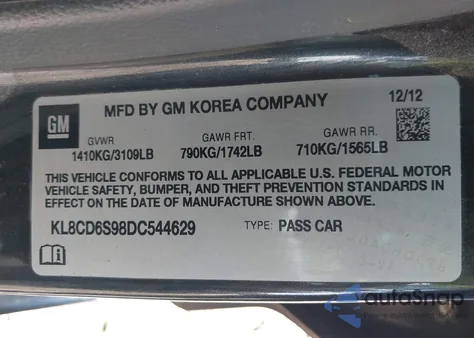 GM
MFD BY GM KOREA COMPANY 12/12
GVWR GAWR FRT. GAWR RR.
1410KG/3109LB 790KG/1742LB 710KG/1565LB
THIS VEHICLE CONFORMS TO ALL APPLICABLE U.S. FEDERAL MOTOR
VEHICLE SAFETY, BUMPER, AND THEFT PREVENTION STANDARDS IN
EFFECT ON THE DATE OF MANUFACTURE SHOWN ABOVE.
KL8CD6S98DC544629 TYPE: PASS CAR
autoSnap